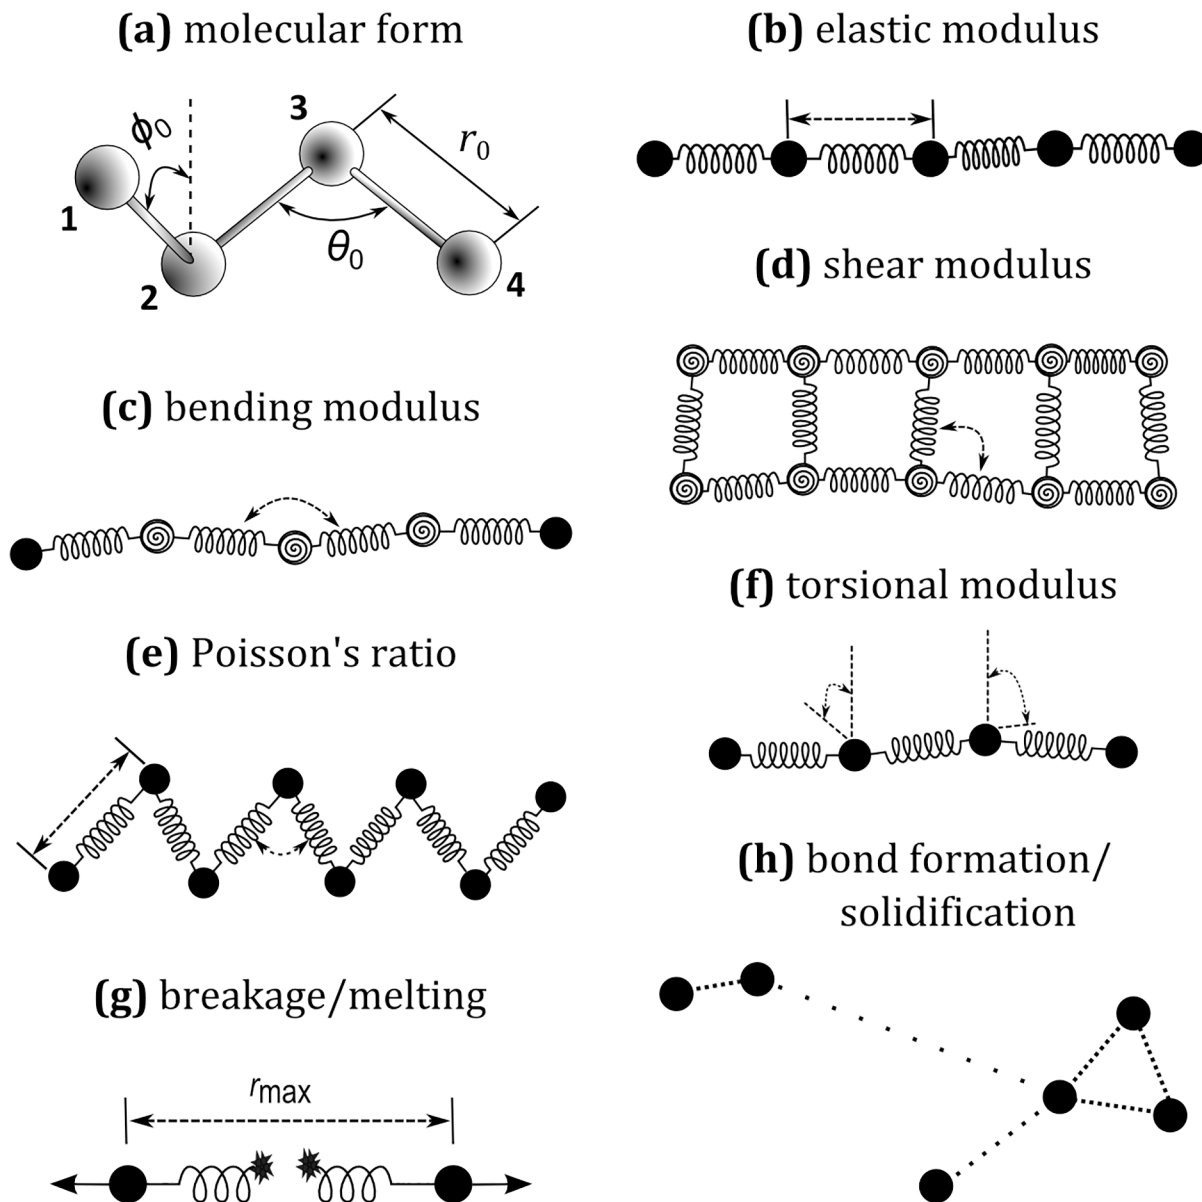 (a) molecular form
ϕ0
3
r0
1
θ0
2
4
(b) elastic modulus
(c) bending modulus
(d) shear modulus
(e) Poisson's ratio
(f) torsional modulus
(g) breakage/melting
rmax
(h) bond formation/
solidification